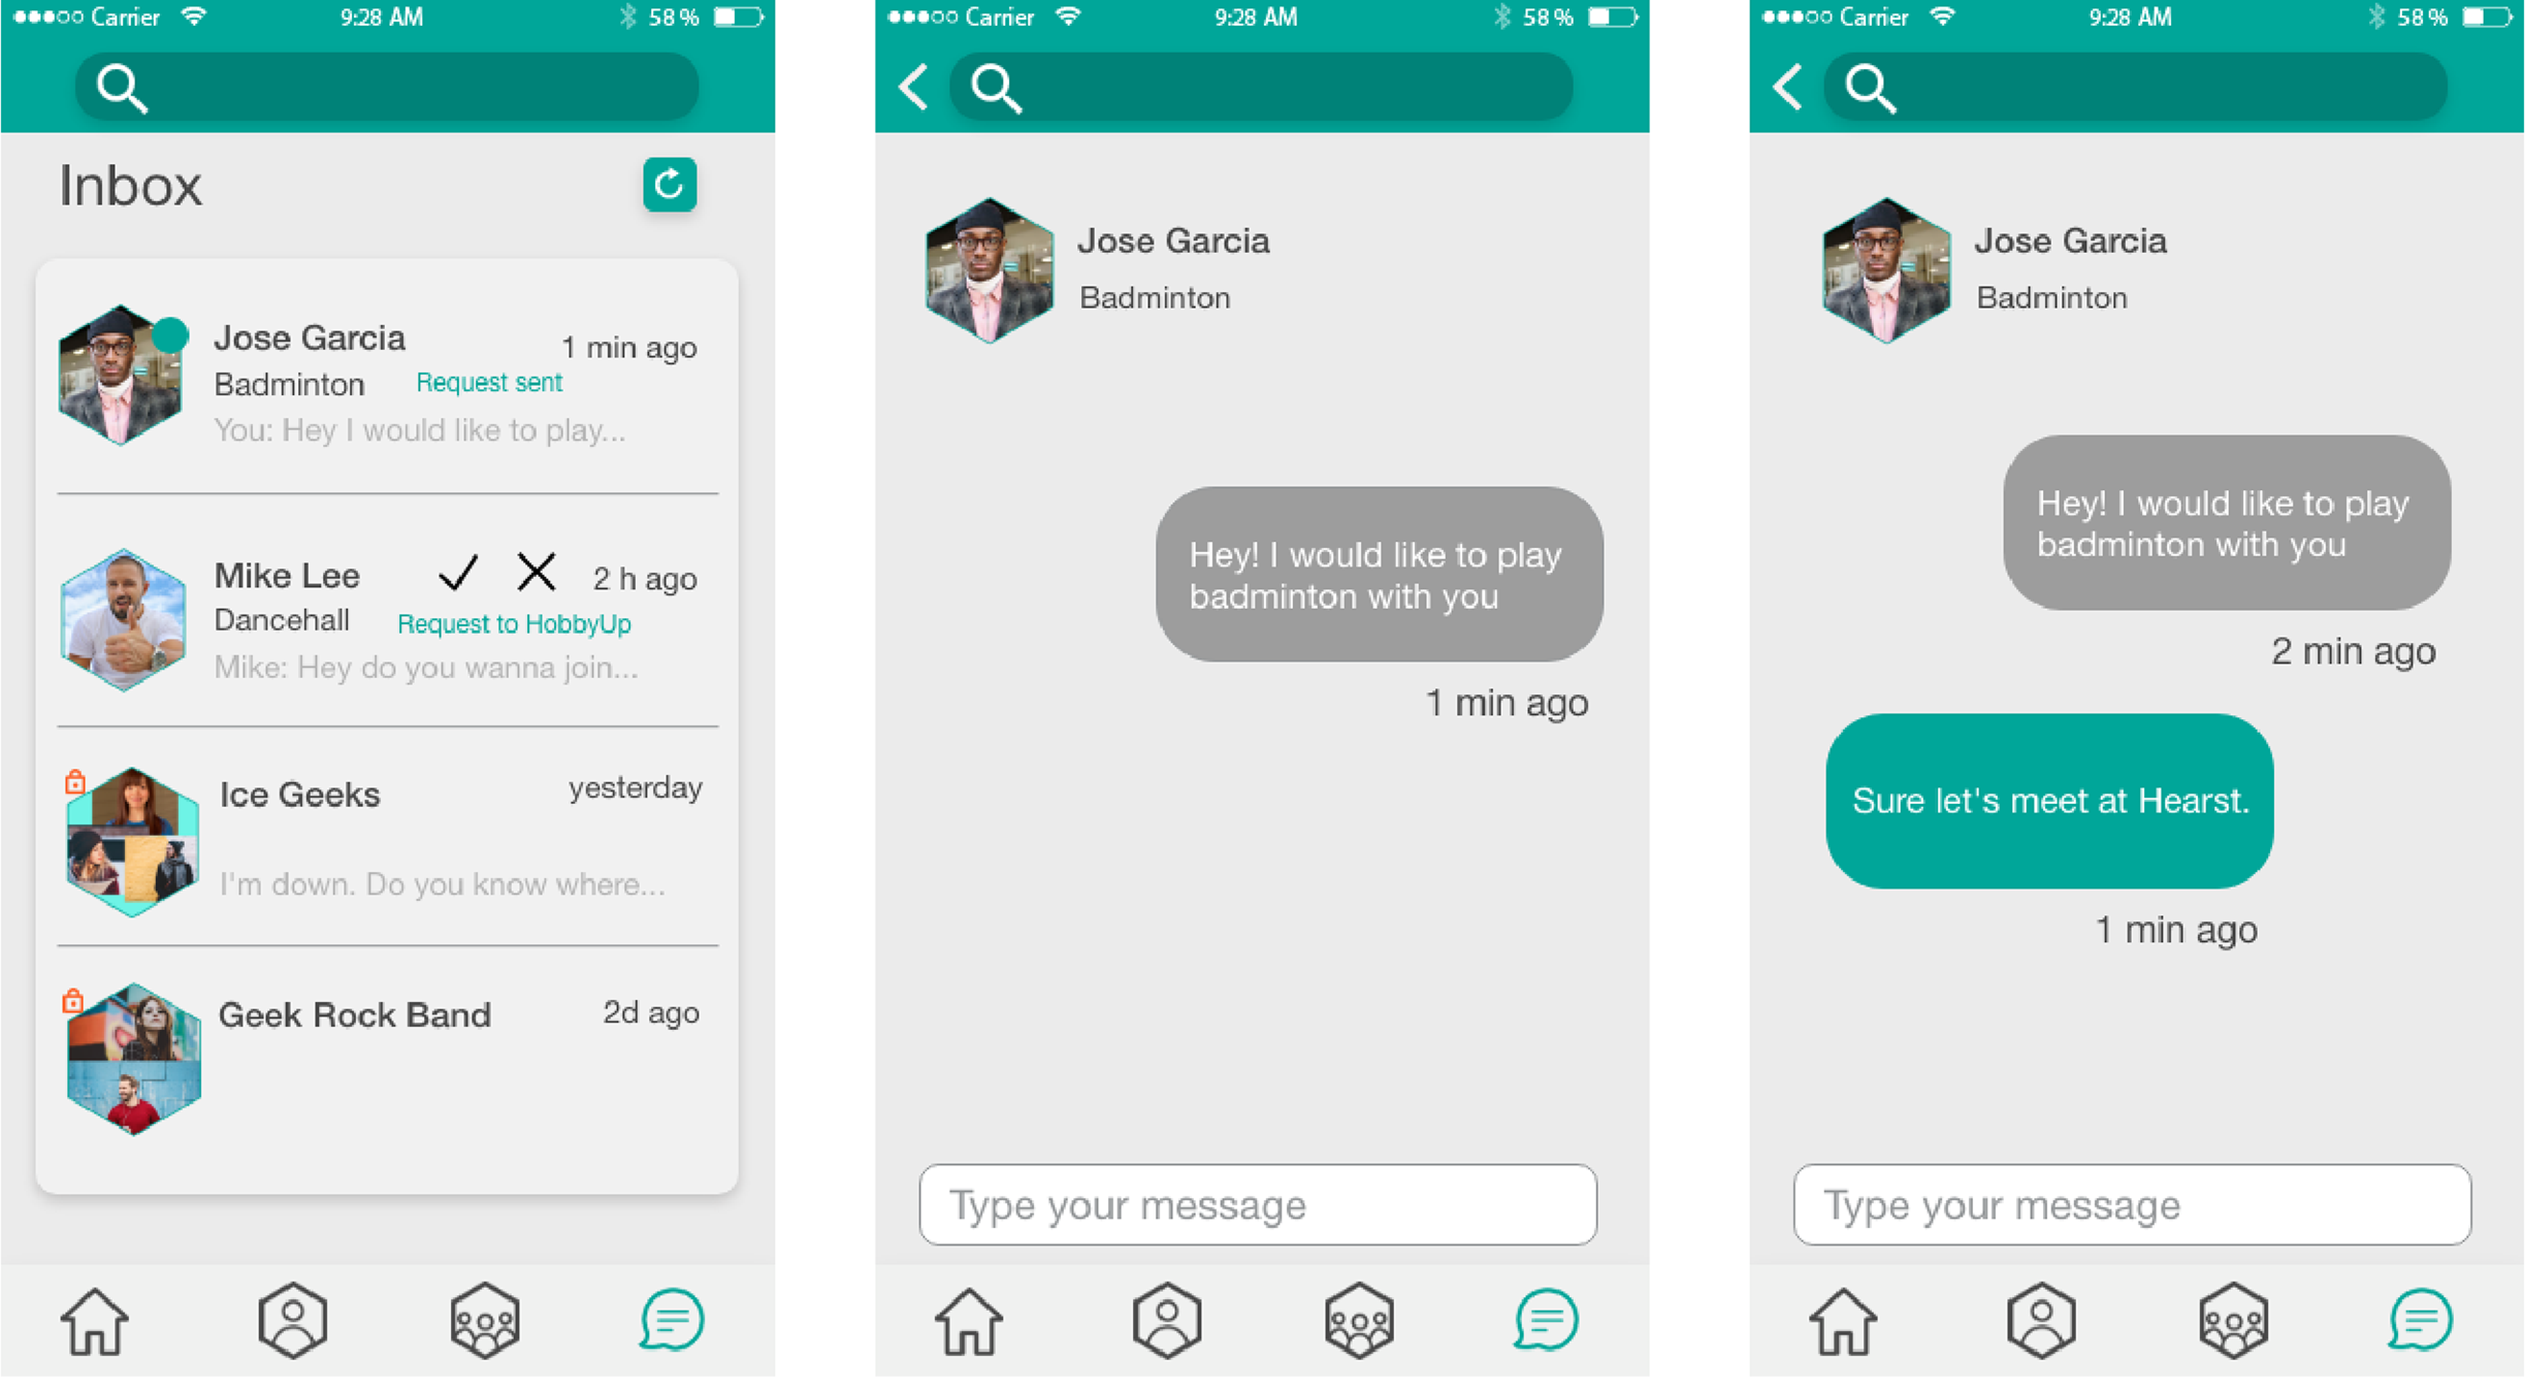 Carrier 9:28 AM 58 %
Inbox
Jose Garcia 1 min ago
Badminton Request sent
You: Hey I would like to play...
Mike Lee 2 h ago
Dancehall Request to HobbyUp
Mike: Hey do you wanna join...
Ice Geeks yesterday
I'm down. Do you know where...
Geek Rock Band 2d ago
Carrier 9:28 AM 58 %
Jose Garcia
Badminton
Hey! I would like to play
badminton with you
1 min ago
Type your message
Carrier 9:28 AM 58 %
Jose Garcia
Badminton
Hey! I would like to play
badminton with you
2 min ago
Sure let's meet at Hearst.
1 min ago
Type your message